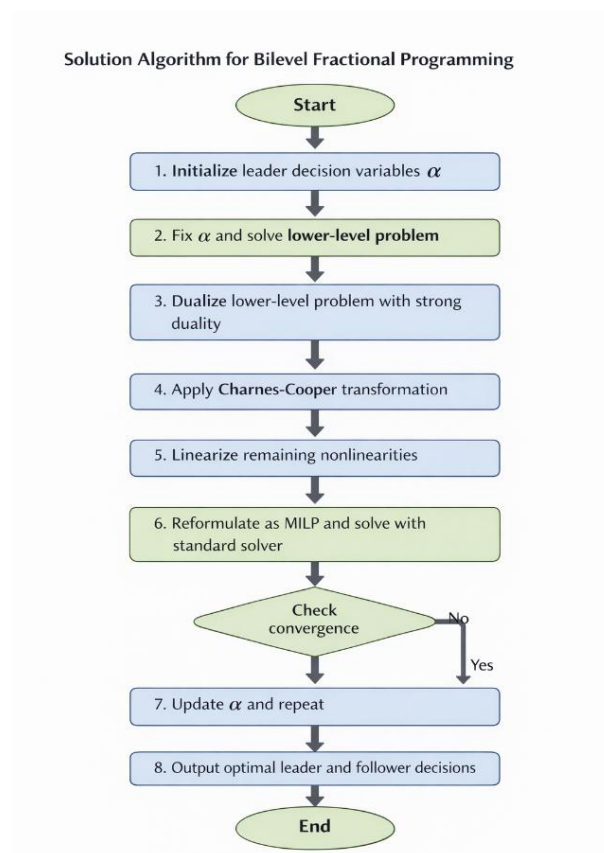 Solution Algorithm for Bilevel Fractional Programming
Start
1. Initialize leader decision variables α
2. Fix α and solve lower-level problem
3. Dualize lower-level problem with strong
duality
4. Apply Charnes-Cooper transformation
5. Linearize remaining nonlinearities
6. Reformulate as MILP and solve with
standard solver
Check
convergence
No
Yes
7. Update α and repeat
8. Output optimal leader and follower decisions
End